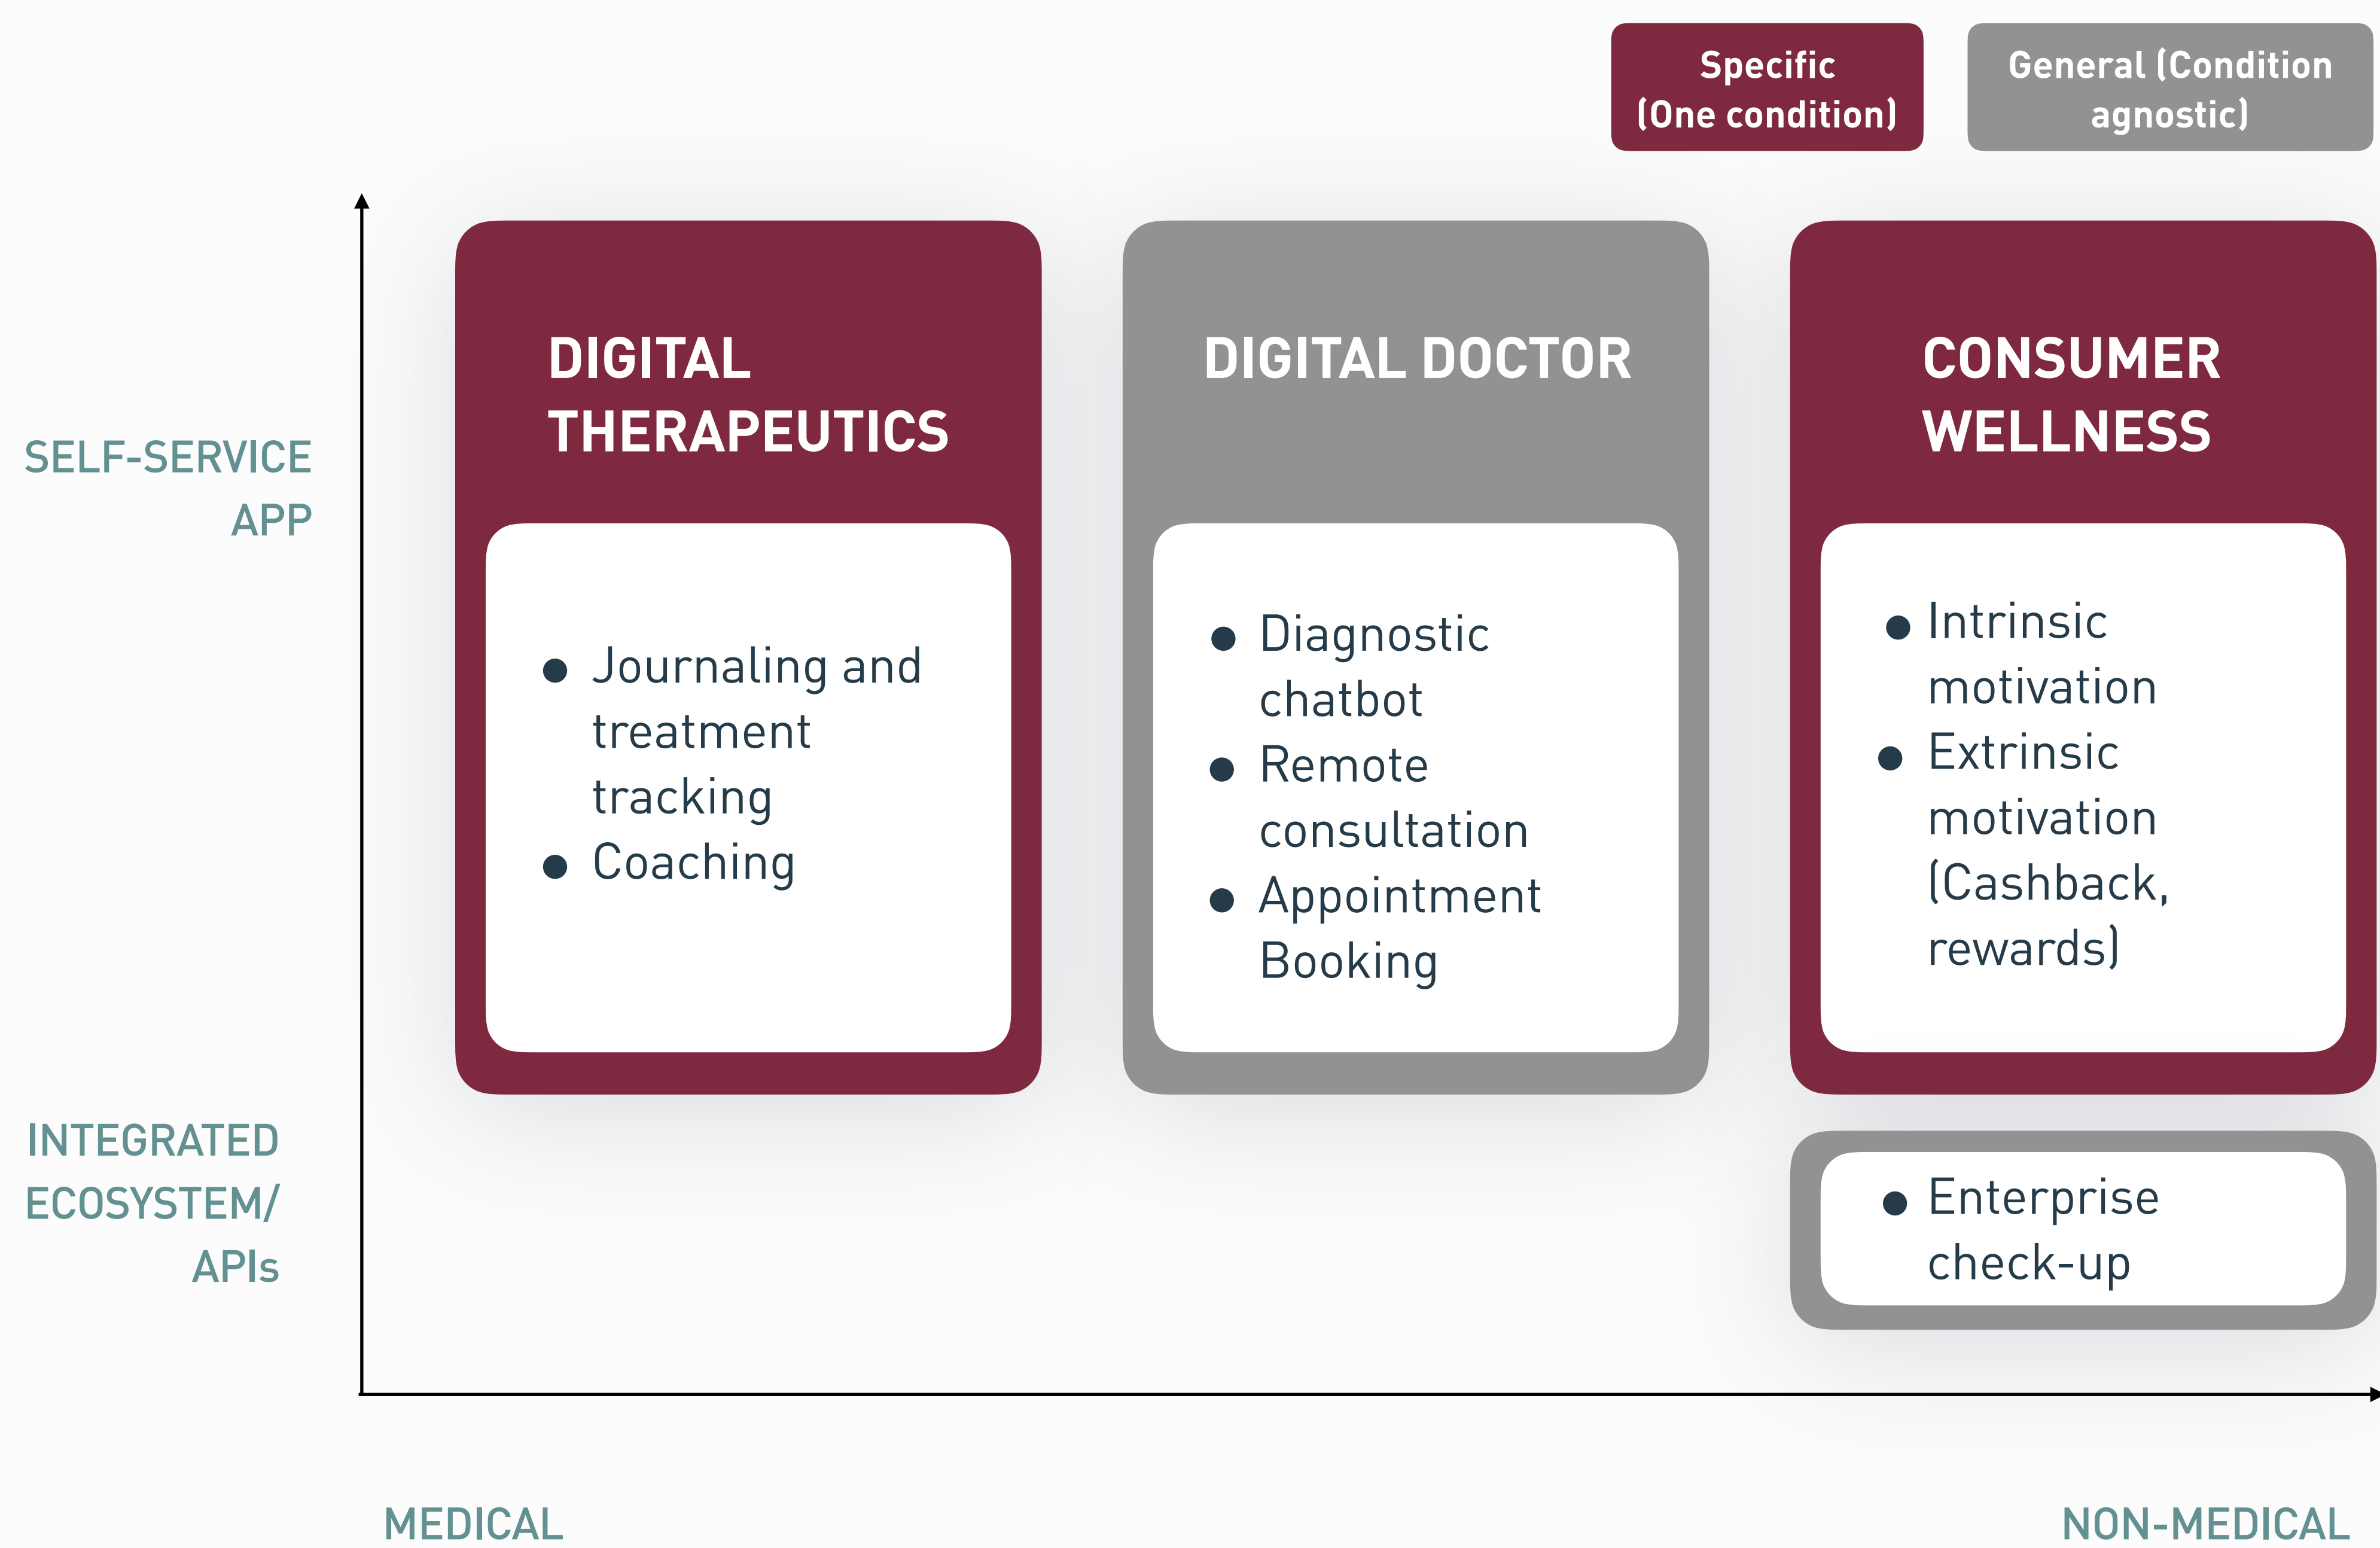 Specific
(One condition)
General (Condition
agnostic)
SELF-SERVICE
APP
INTEGRATED
ECOSYSTEM/
APIs
DIGITAL
THERAPEUTICS
● Journaling and
treatment
tracking
● Coaching
DIGITAL DOCTOR
● Diagnostic
chatbot
● Remote
consultation
● Appointment
Booking
CONSUMER
WELLNESS
● Intrinsic
motivation
● Extrinsic
motivation
(Cashback,
rewards)
● Enterprise
check-up
MEDICAL
NON-MEDICAL